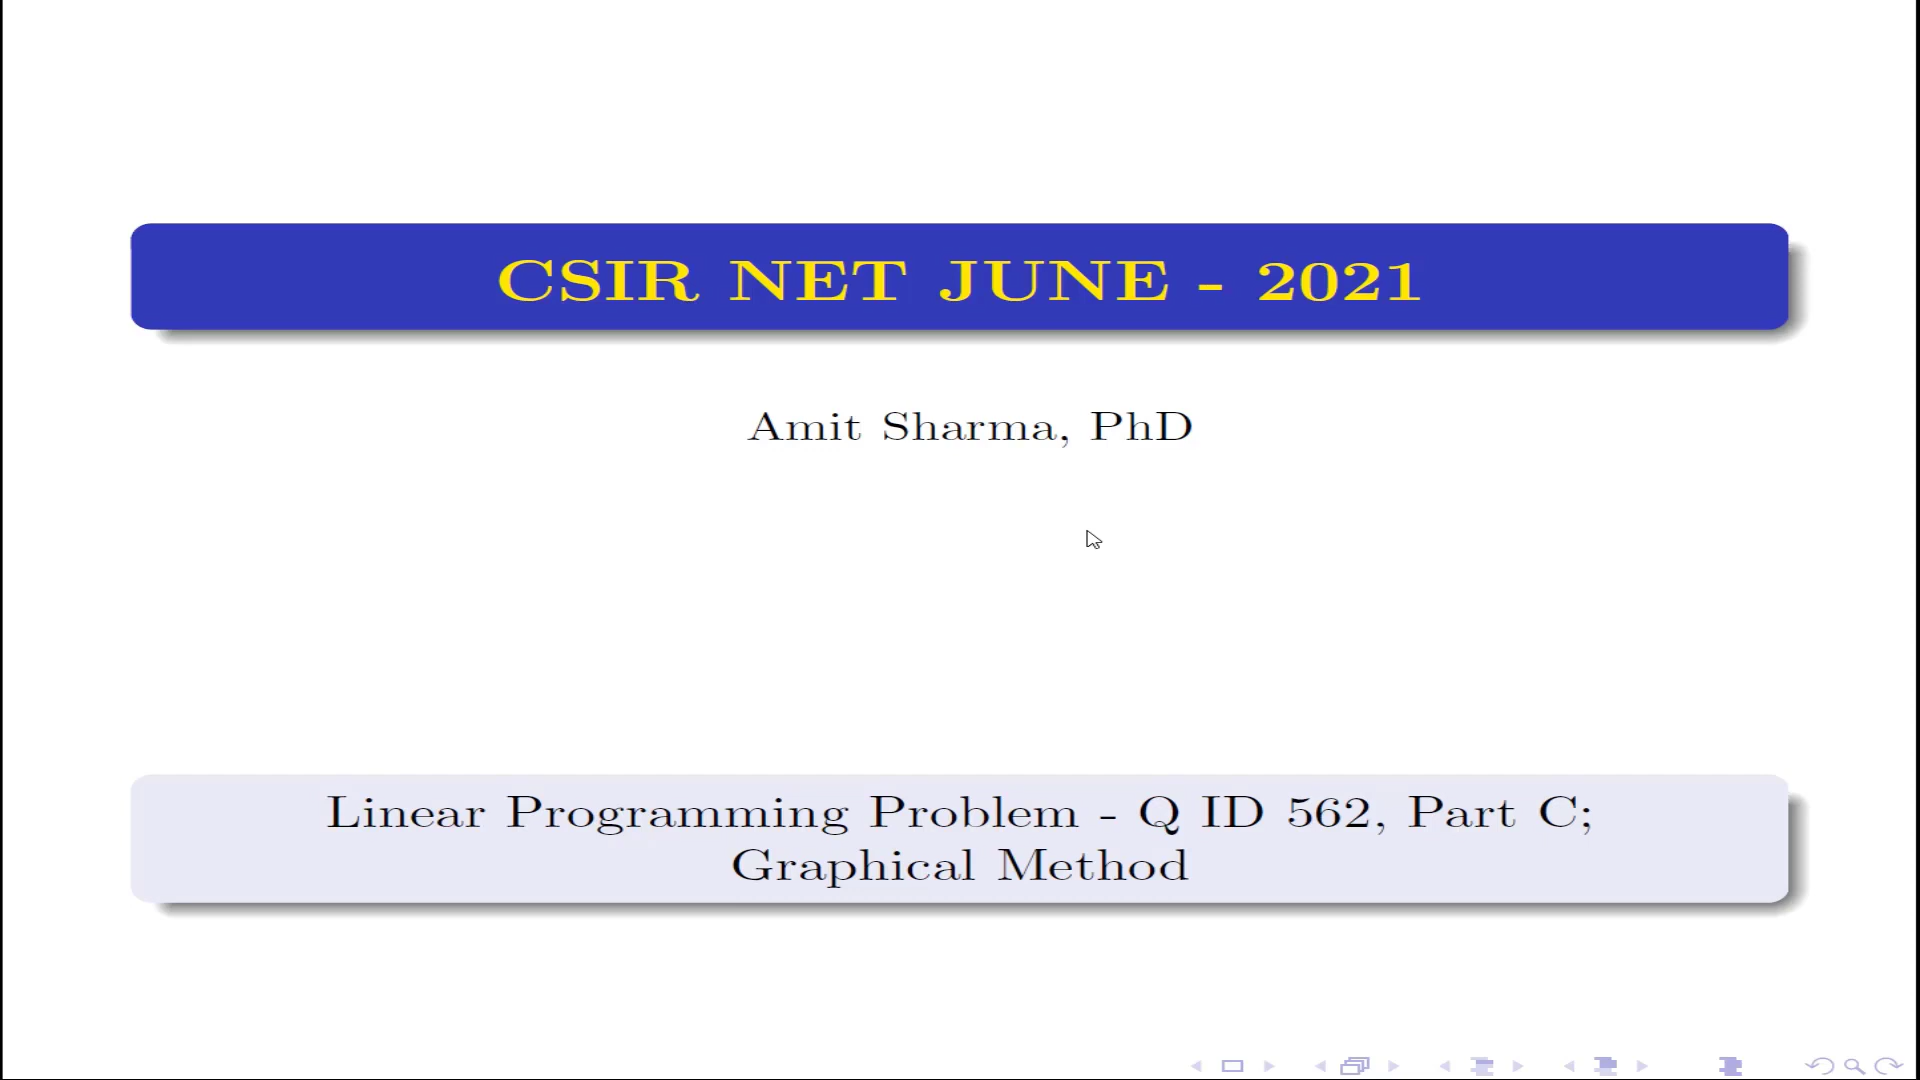 CSIR NET JUNE - 2021
Amit Sharma, PhD
Linear Programming Problem - Q ID 562, Part C;
Graphical Method